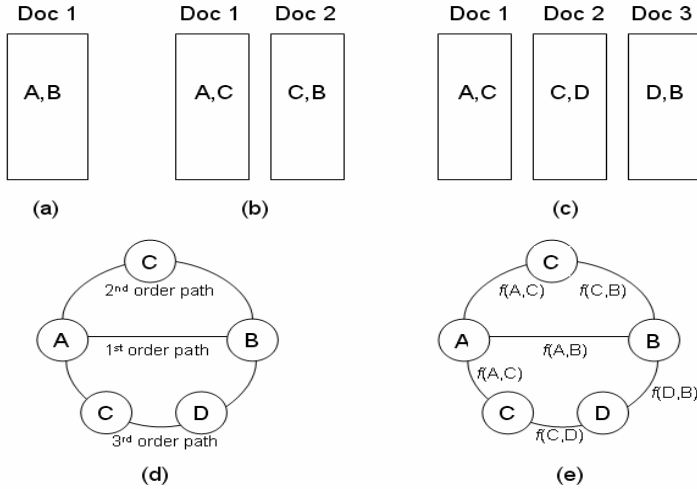 Doc 1
Doc 1 Doc 2
Doc 1 Doc 2 Doc 3
A,B
A,C C,B
A,C C,D D,B
(a)
(b)
(c)
C
2nd order path
A B
1st order path
C D
3rd order path
(d)
C
f(A,C) f(C,B)
A B
f(A,B)
f(A,C)
f(D,B)
C D
f(C,D)
(e)